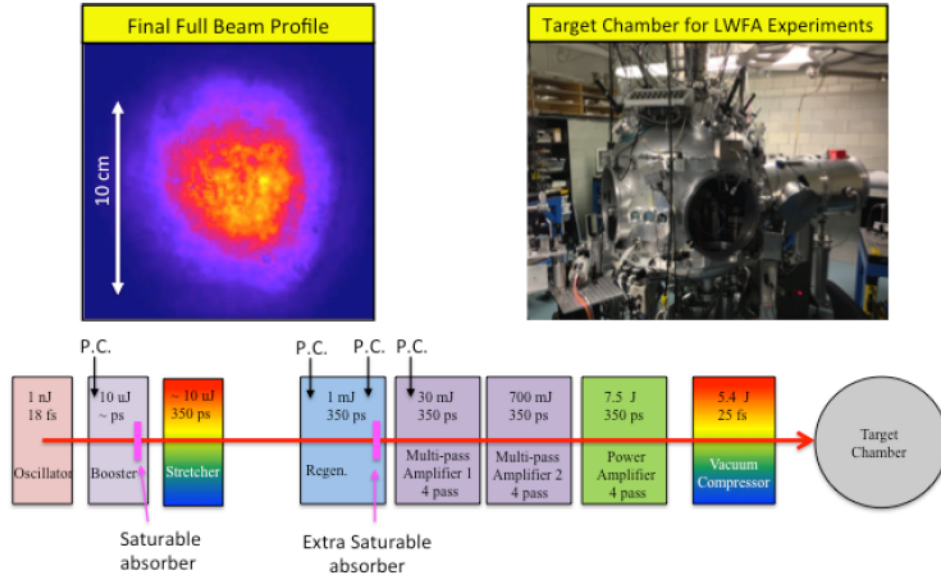 Final Full Beam Profile
Target Chamber for LWFA Experiments
10 cm
P.C.
P.C.
P.C.
P.C.
1 nJ
18 fs
Oscillator
10 uJ
~ ps
Booster
~ 10 uJ
350 ps
Stretcher
1 mJ
350 ps
Regen.
30 mJ
350 ps
Multi-pass
Amplifier 1
4 pass
700 mJ
350 ps
Multi-pass
Amplifier 2
4 pass
7.5 J
350 ps
Power
Amplifier
4 pass
5.4 J
25 fs
Vacuum
Compressor
Target
Chamber
Saturable
absorber
Extra Saturable
absorber